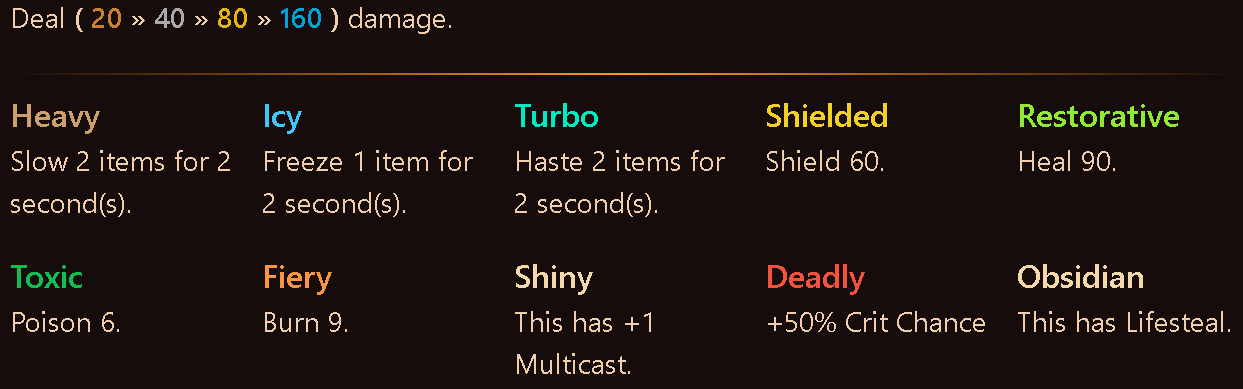 Deal ( 20 » 40 » 80 » 160 ) damage.
Heavy
Slow 2 items for 2
second(s).
Icy
Freeze 1 item for
2 second(s).
Turbo
Haste 2 items for
2 second(s).
Shielded
Shield 60.
Restorative
Heal 90.
Toxic
Poison 6.
Fiery
Burn 9.
Shiny
This has +1
Multicast.
Deadly
+50% Crit Chance
Obsidian
This has Lifesteal.